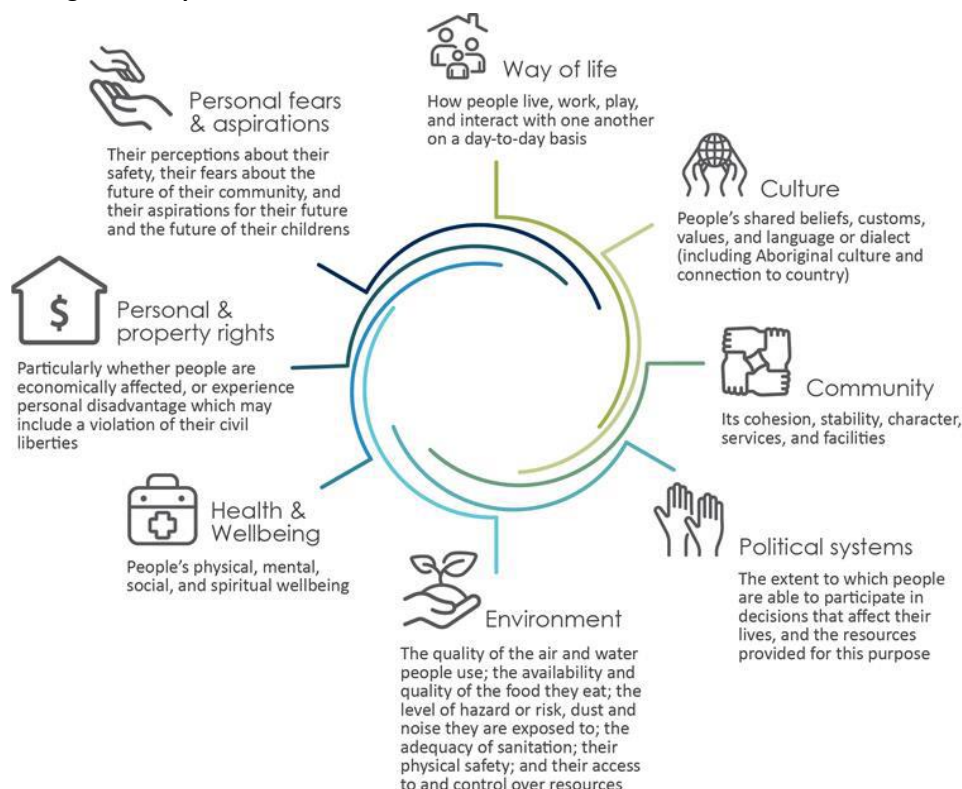 Way of life
How people live, work, play,
and interact with one another
on a day-to-day basis
Culture
People's shared beliefs, customs,
values, and language or dialect
(including Aboriginal culture and
connection to country)
Community
Its cohesion, stability, character,
services, and facilities
Political systems
The extent to which people
are able to participate in
decisions that affect their
lives, and the resources
provided for this purpose
Environment
The quality of the air and water
people use; the availability and
quality of the food they eat; the
level of hazard or risk, dust and
noise they are exposed to; the
adequacy of sanitation; their
physical safety; and their access
to and control over resources
Health &
Wellbeing
People's physical, mental,
social, and spiritual wellbeing
Personal &
property rights
$
Particularly whether people are
economically affected, or experience
personal disadvantage which may
include a violation of their civil
liberties
Personal fears
& aspirations
Their perceptions about their
safety, their fears about the
future of their community, and
their aspirations for their future
and the future of their childrens